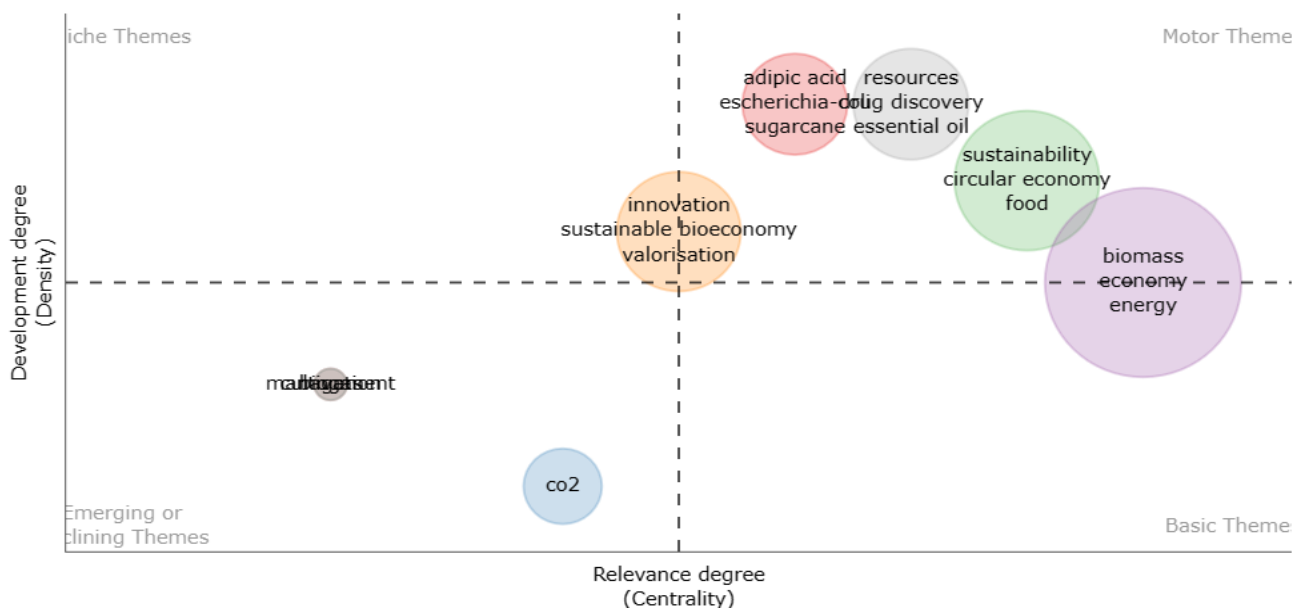 iche Themes
Motor Theme
adipic acid
escherichia-coli
sugarcane
resources
drug discovery
essential oil
sustainability
circular economy
food
innovation
sustainable bioeconomy
valorisation
biomass
economy
energy
co2
Emerging or
clining Themes
Basic Themes
Development degree
(Density)
Relevance degree
(Centrality)